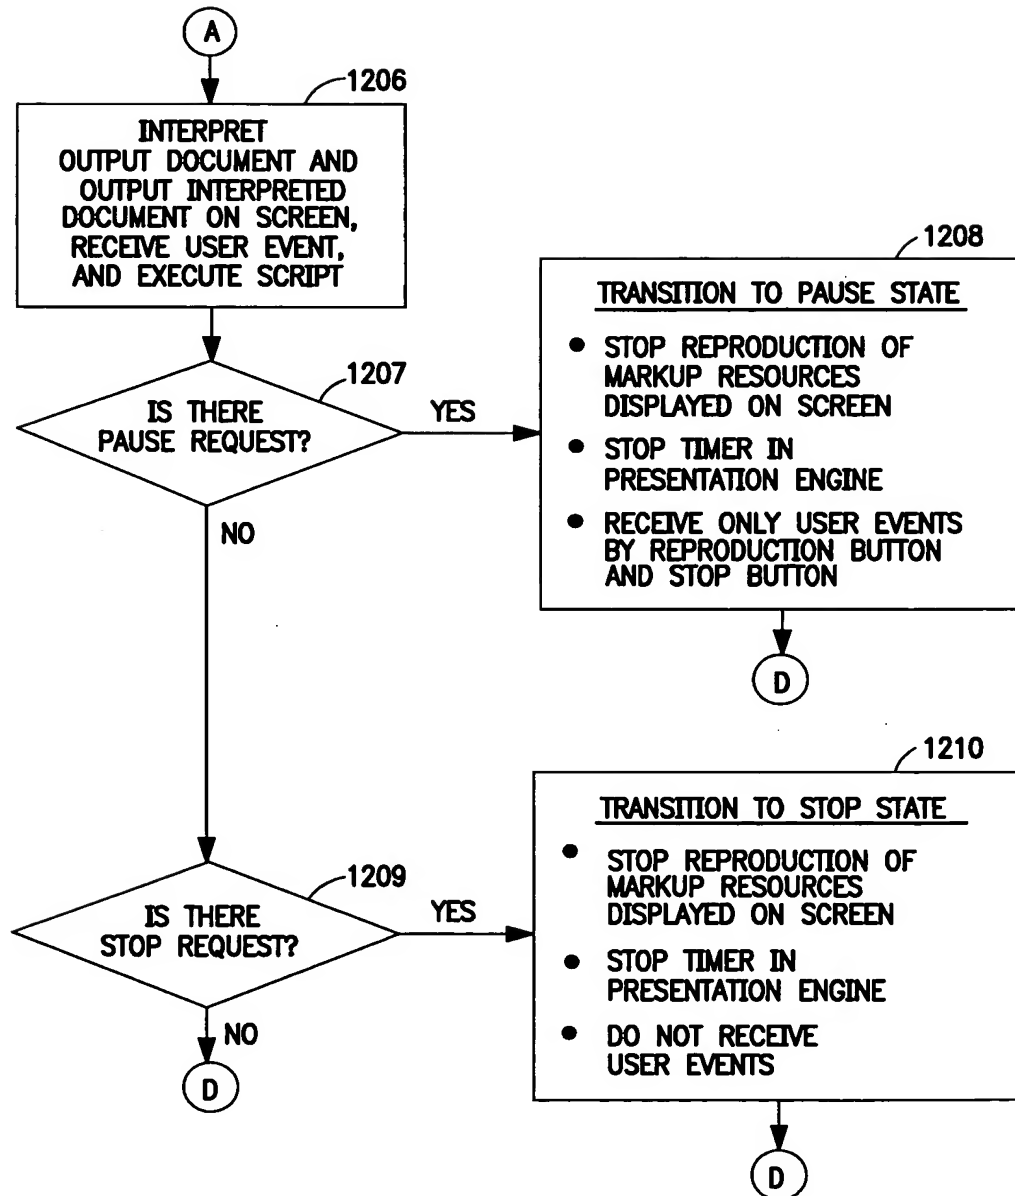 A
1206
INTERPRET
OUTPUT DOCUMENT AND
OUTPUT INTERPRETED
DOCUMENT ON SCREEN,
RECEIVE USER EVENT,
AND EXECUTE SCRIPT
1207
IS THERE
PAUSE REQUEST?
YES
NO
1208
TRANSITION TO PAUSE STATE
• STOP REPRODUCTION OF
MARKUP RESOURCES
DISPLAYED ON SCREEN
• STOP TIMER IN
PRESENTATION ENGINE
• RECEIVE ONLY USER EVENTS
BY REPRODUCTION BUTTON
AND STOP BUTTON
D
1209
IS THERE
STOP REQUEST?
YES
NO
D
1210
TRANSITION TO STOP STATE
• STOP REPRODUCTION OF
MARKUP RESOURCES
DISPLAYED ON SCREEN
• STOP TIMER IN
PRESENTATION ENGINE
• DO NOT RECEIVE
USER EVENTS
D